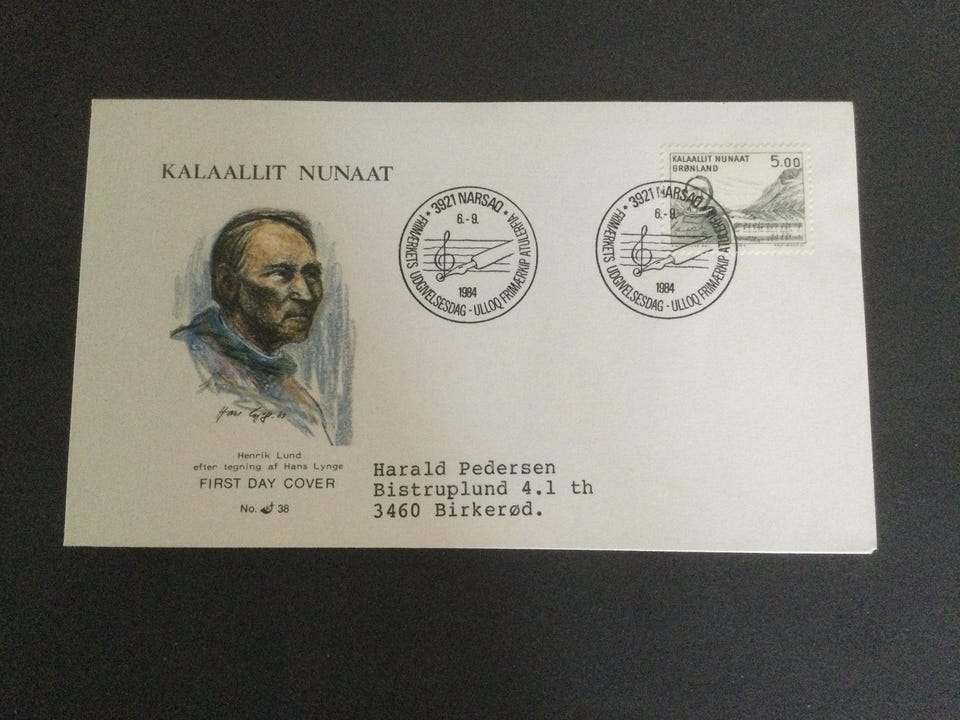 KALAALLIT NUNAAT
Hans Lynge
Henrik Lund
efter tegning af Hans Lynge
FIRST DAY COVER
No. 38
★ 3921 NARSAQ ★
6.-9.
1984
FRIMÆRKETS UDGIVELSESDAG - ULLOQ FRIMÆRKIP ATULERFIA
★ 3921 NARSAQ ★
6.-9.
1984
FRIMÆRKETS UDGIVELSESDAG - ULLOQ FRIMÆRKIP ATULERFIA
KALAALLIT NUNAAT 5.00
GRØNLAND
Harald Pedersen
Bistruplund 4.1 th
3460 Birkerød.